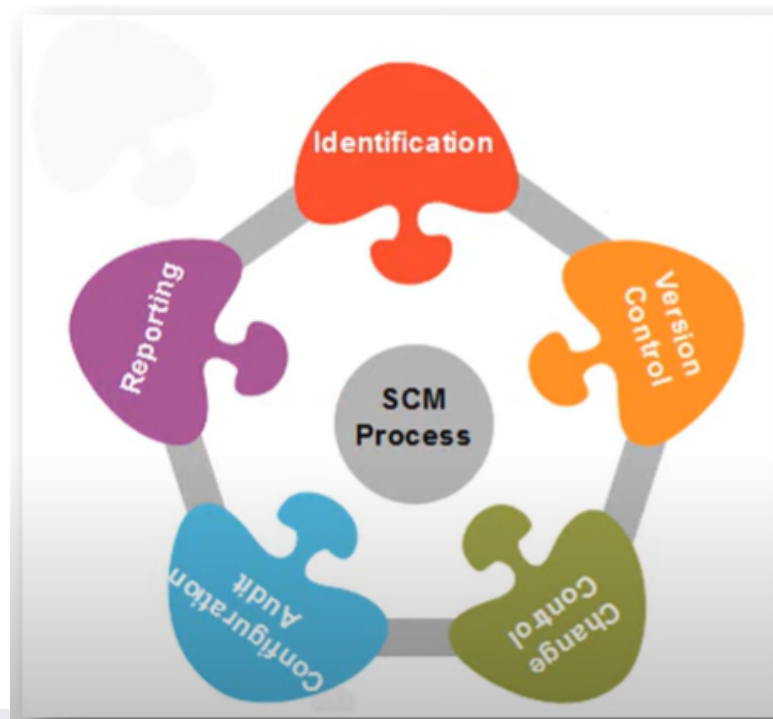 Identification
Version
Control
Change
Control
Configuration
Audit
Reporting
SCM
Process